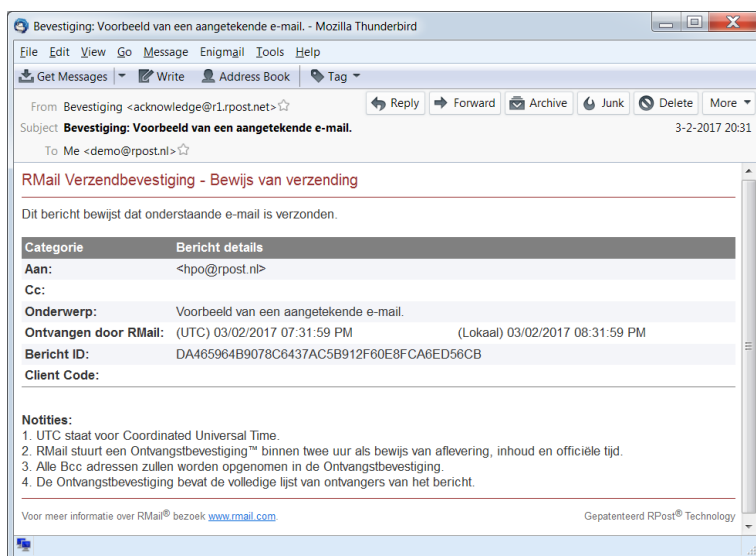 Bevestiging: Voorbeeld van een aangetekende e-mail. - Mozilla Thunderbird
File Edit View Go Message Enigmail Tools Help
Get Messages Write Address Book Tag
From Bevestiging <acknowledge@r1.rpost.net> Reply Forward Archive Junk Delete More
Subject Bevestiging: Voorbeeld van een aangetekende e-mail. 3-2-2017 20:31
To Me <demo@rpost.nl>
RMail Verzendbevestiging - Bewijs van verzending
Dit bericht bewijst dat onderstaande e-mail is verzonden.
Categorie Bericht details
Aan: <hpo@rpost.nl>
Cc:
Onderwerp: Voorbeeld van een aangetekende e-mail.
Ontvangen door RMail: (UTC) 03/02/2017 07:31:59 PM (Lokaal) 03/02/2017 08:31:59 PM
Bericht ID: DA465964B9078C6437AC5B912F60E8FCA6ED56CB
Client Code:
Notities:
1. UTC staat voor Coordinated Universal Time.
2. RMail stuurt een Ontvangstbevestiging™ binnen twee uur als bewijs van aflevering, inhoud en officiële tijd.
3. Alle Bcc adressen zullen worden opgenomen in de Ontvangstbevestiging.
4. De Ontvangstbevestiging bevat de volledige lijst van ontvangers van het bericht.
Voor meer informatie over RMail® bezoek www.rmail.com. Gepatenteerd RPost® Technology